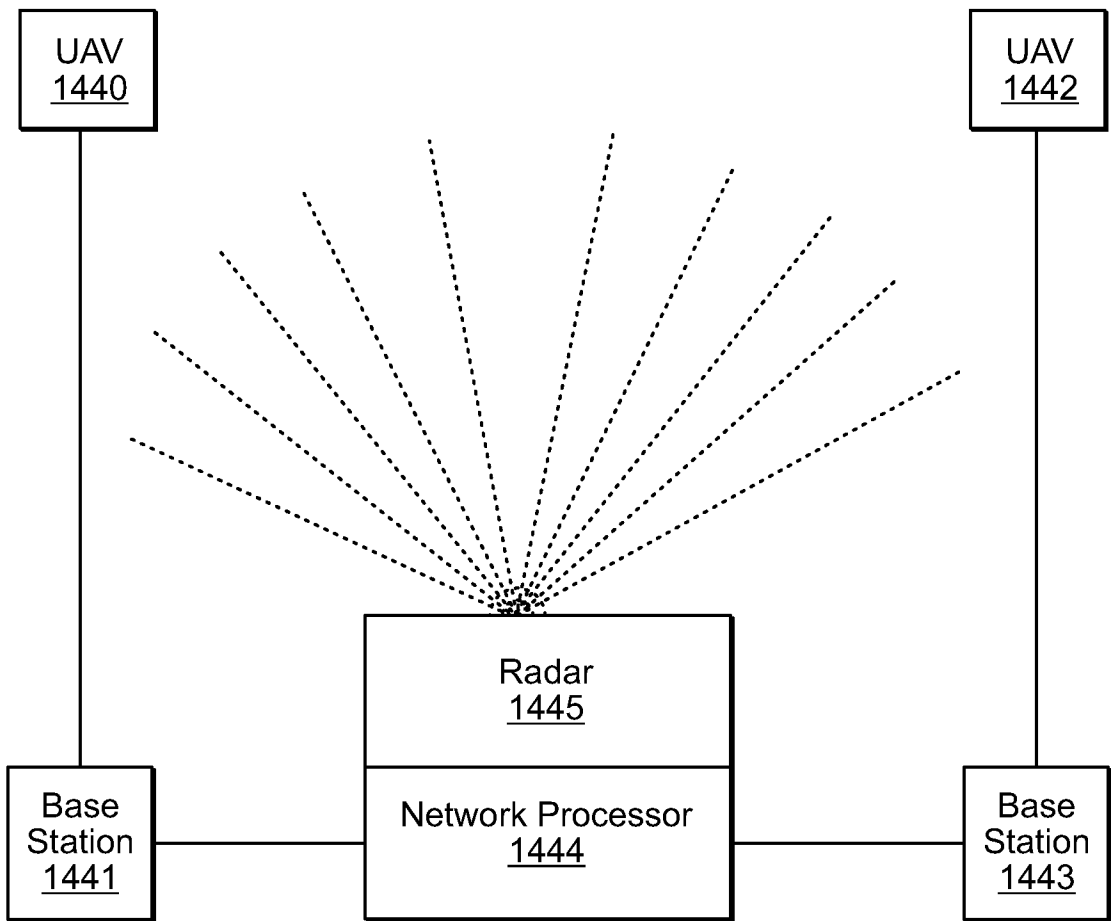 UAV
1440
UAV
1442
Radar
1445
Base
Station
1441
Network Processor
1444
Base
Station
1443